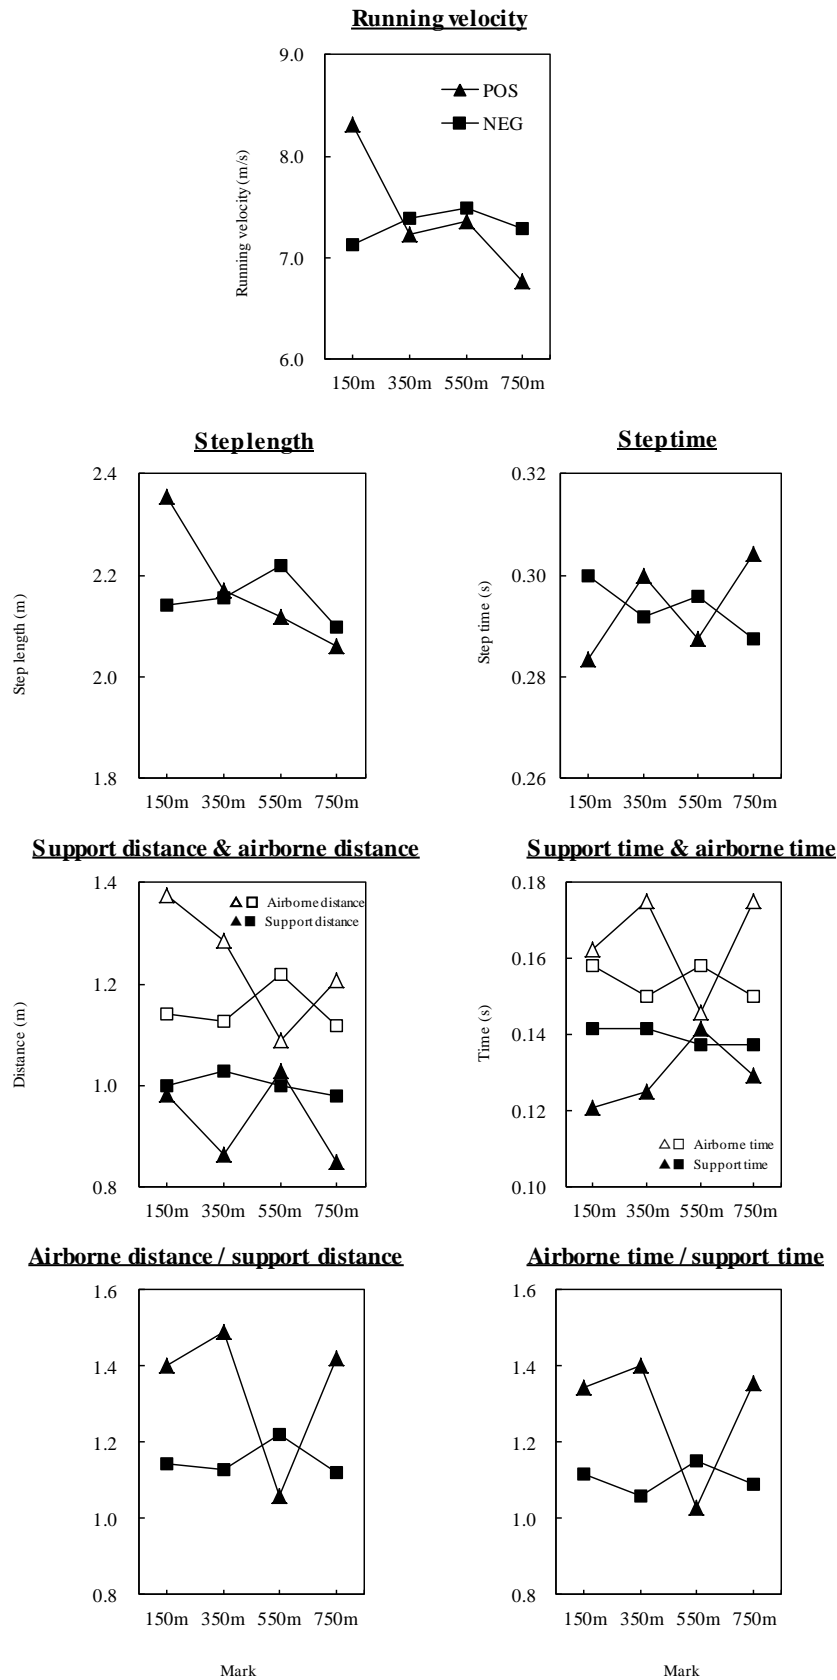 Running velocity
9.0
8.0
7.0
6.0
Running velocity (m/s)
POS
NEG
150m 350m 550m 750m
Step length
2.4
2.2
2.0
1.8
Step length (m)
150m 350m 550m 750m
Step time
0.32
0.30
0.28
0.26
Step time (s)
150m 350m 550m 750m
Support distance & airborne distance
1.4
1.2
1.0
0.8
Distance (m)
Airborne distance
Support distance
150m 350m 550m 750m
Support time & airborne time
0.18
0.16
0.14
0.12
0.10
Time (s)
Airborne time
Support time
150m 350m 550m 750m
Airborne distance / support distance
1.6
1.4
1.2
1.0
0.8
150m 350m 550m 750m
Mark
Airborne time / support time
1.6
1.4
1.2
1.0
0.8
150m 350m 550m 750m
Mark